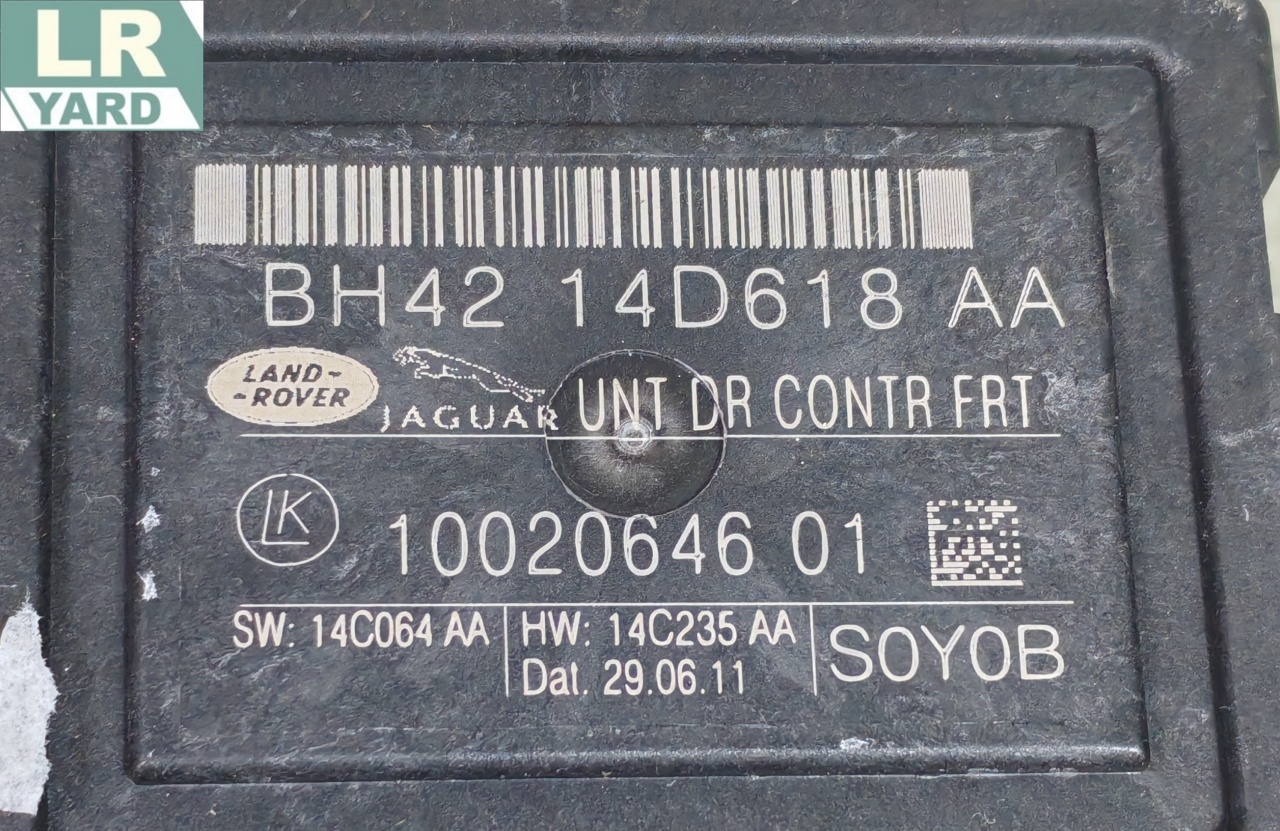 LR
YARD
BH42 14D618 AA
LAND-
-ROVER
JAGUAR UNT DR CONTR FRT
LK
10020646 01
SW: 14C064 AA
HW: 14C235 AA
Dat. 29.06.11
SOYOB